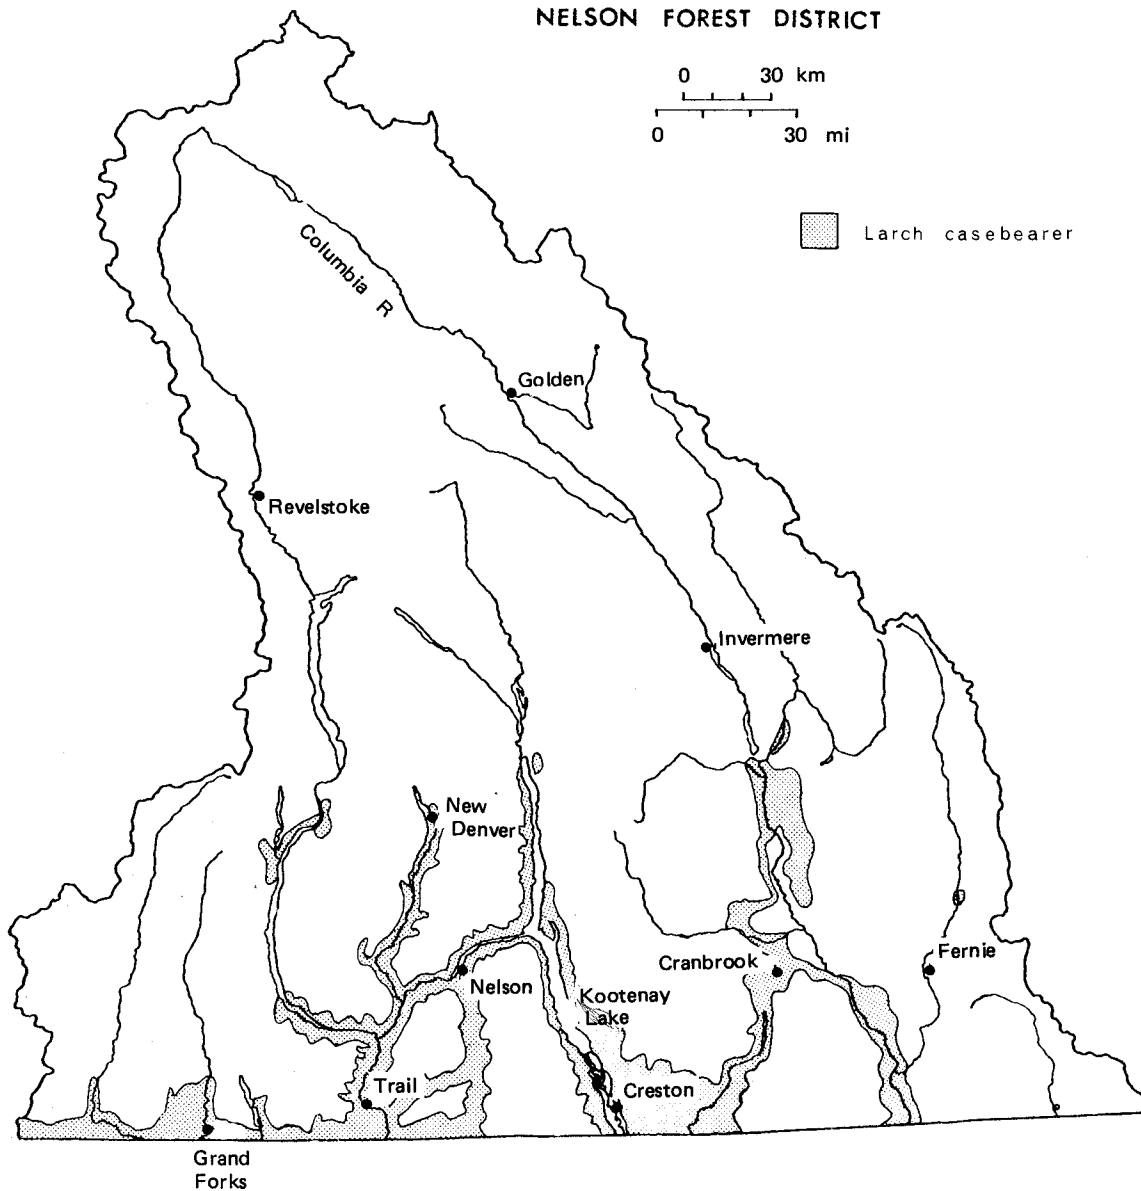 NELSON FOREST DISTRICT
0 30 km
0 30 mi
Larch casebearer
Columbia R
Golden
Revelstoke
Invermere
New
Denver
Fernie
Cranbrook
Nelson
Kootenay
Lake
Trail
Creston
Grand
Forks